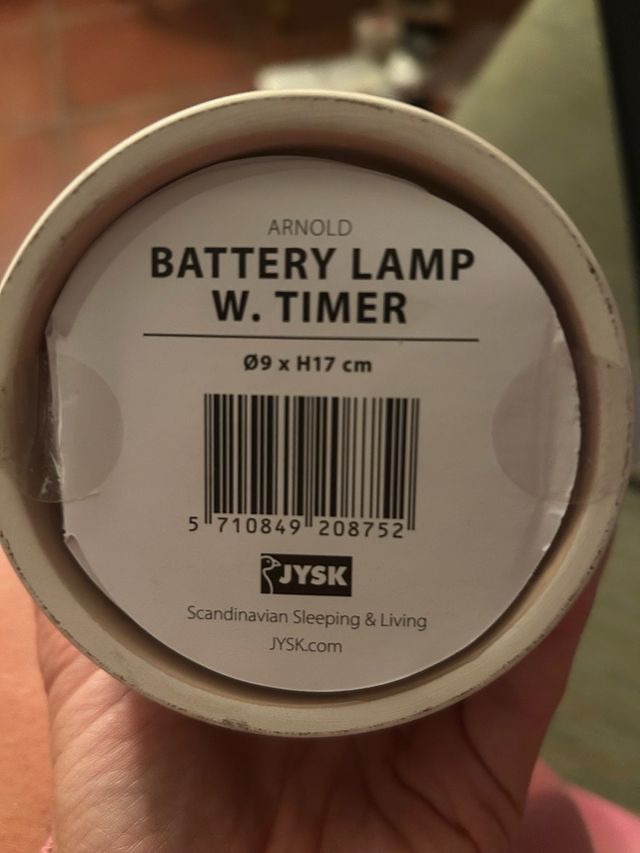 ARNOLD
BATTERY LAMP
W. TIMER
Ø9 x H17 cm
5 710849 208752
JYSK
Scandinavian Sleeping & Living
JYSK.com